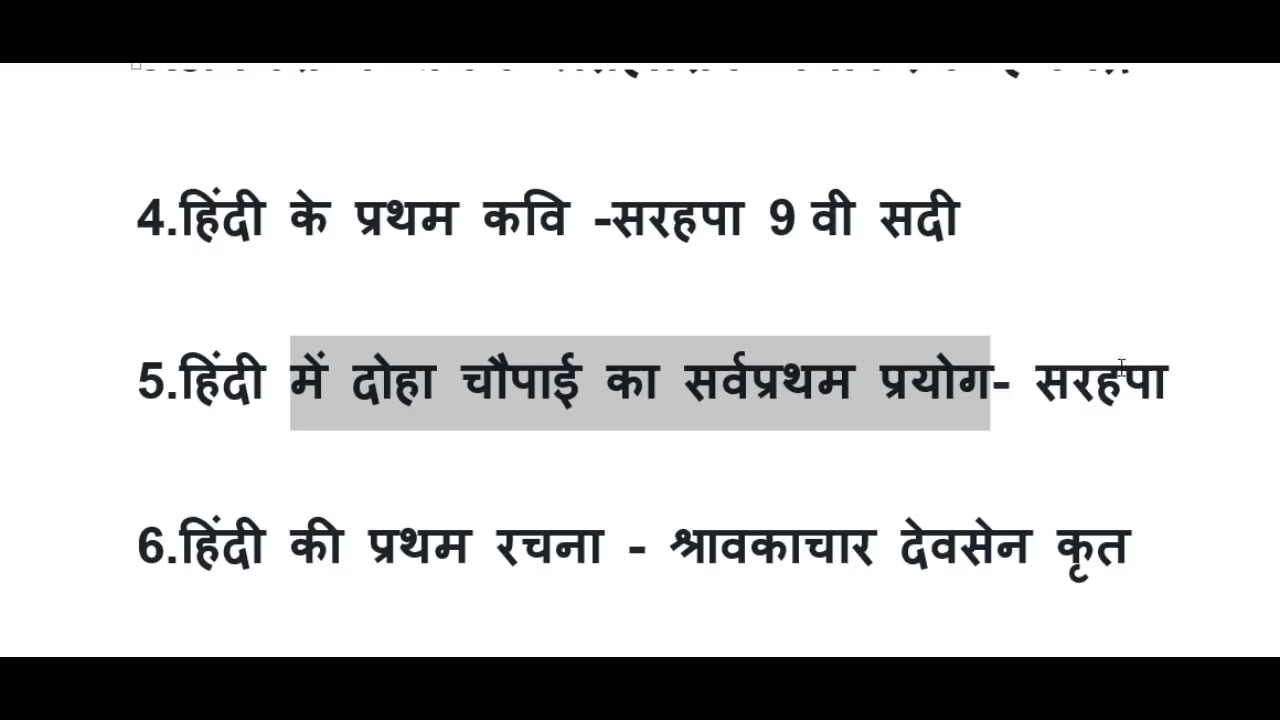 4.हिंदी के प्रथम कवि -सरहपा 9 वी सदी
5.हिंदी में दोहा चौपाई का सर्वप्रथम प्रयोग- सरहपा
6.हिंदी की प्रथम रचना - श्रावकाचार देवसेन कृत